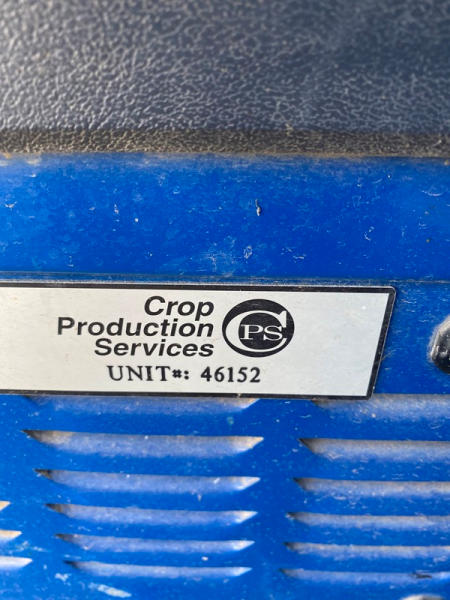 Crop
Production
Services
CPS
UNIT#: 46152